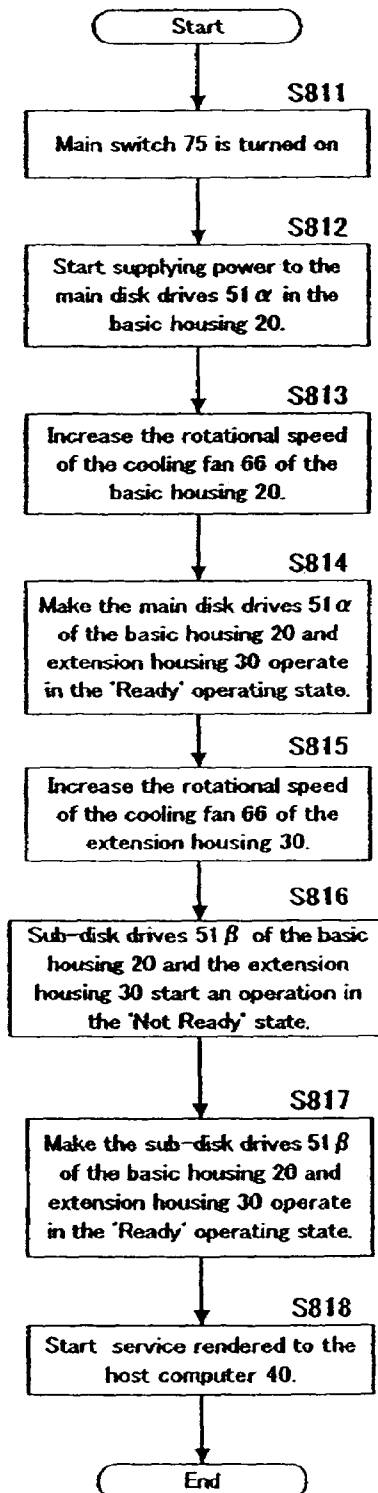 Start
S811
Main switch 75 is turned on
S812
Start supplying power to the
main disk drives 51α in the
basic housing 20.
S813
Increase the rotational speed
of the cooling fan 66 of the
basic housing 20.
S814
Make the main disk drives 51α
of the basic housing 20 and
extension housing 30 operate
in the "Ready" operating state.
S815
Increase the rotational speed
of the cooling fan 66 of the
extension housing 30.
S816
Sub-disk drives 51β of the basic
housing 20 and the extension
housing 30 start an operation in
the "Not Ready" state.
S817
Make the sub-disk drives 51β
of the basic housing 20 and
extension housing 30 operate
in the "Ready" operating state.
S818
Start service rendered to the
host computer 40.
End